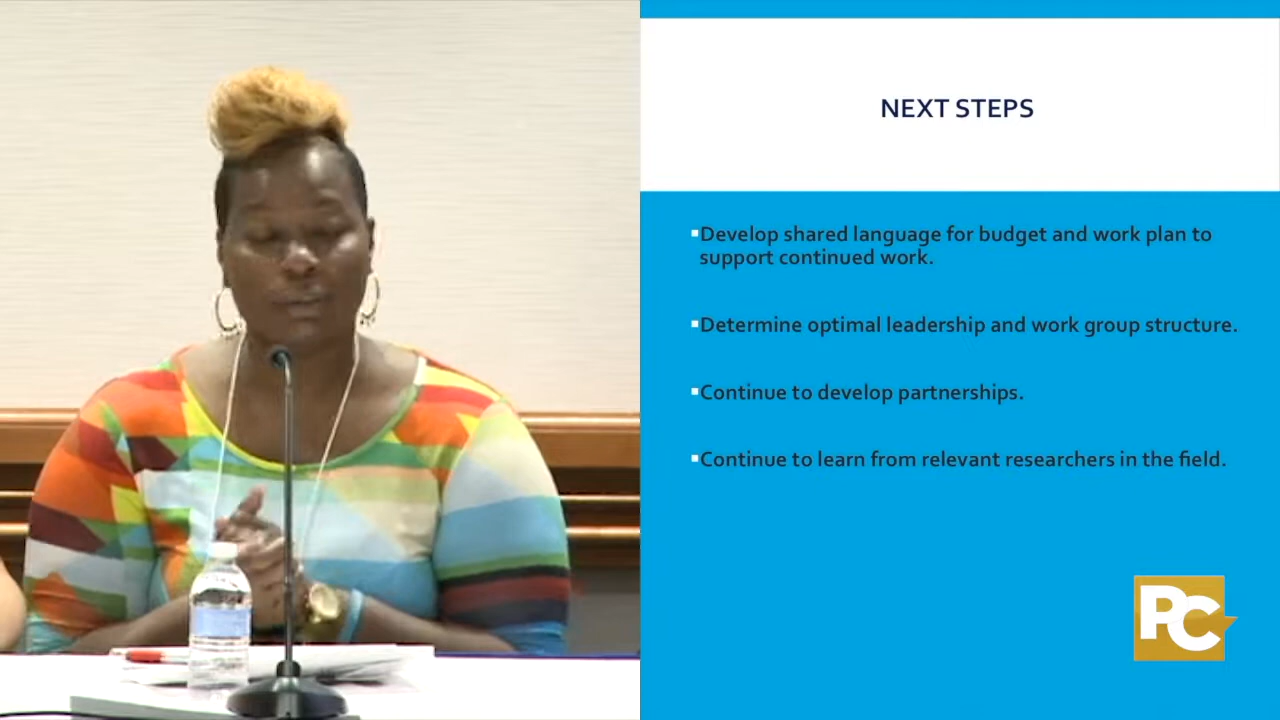 NEXT STEPS
▪Develop shared language for budget and work plan to
support continued work.
▪Determine optimal leadership and work group structure.
▪Continue to develop partnerships.
▪Continue to learn from relevant researchers in the field.
PC